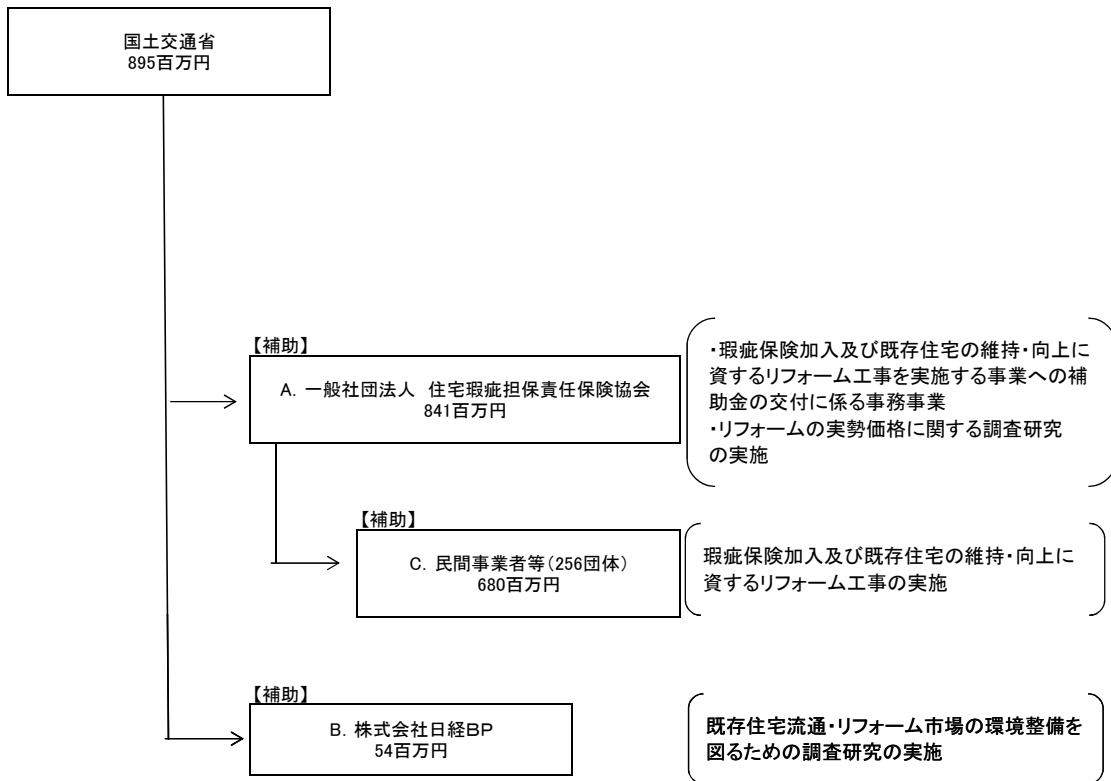 国土交通省
895百万円
【補助】
A. 一般社団法人 住宅瑕疵担保責任保険協会
841百万円
・瑕疵保険加入及び既存住宅の維持・向上に
資するリフォーム工事を実施する事業への補
助金の交付に係る事務事業
・リフォームの実勢価格に関する調査研究
の実施
【補助】
C. 民間事業者等（256団体）
680百万円
瑕疵保険加入及び既存住宅の維持・向上に
資するリフォーム工事の実施
【補助】
B. 株式会社日経BP
54百万円
既存住宅流通・リフォーム市場の環境整備を
図るための調査研究の実施